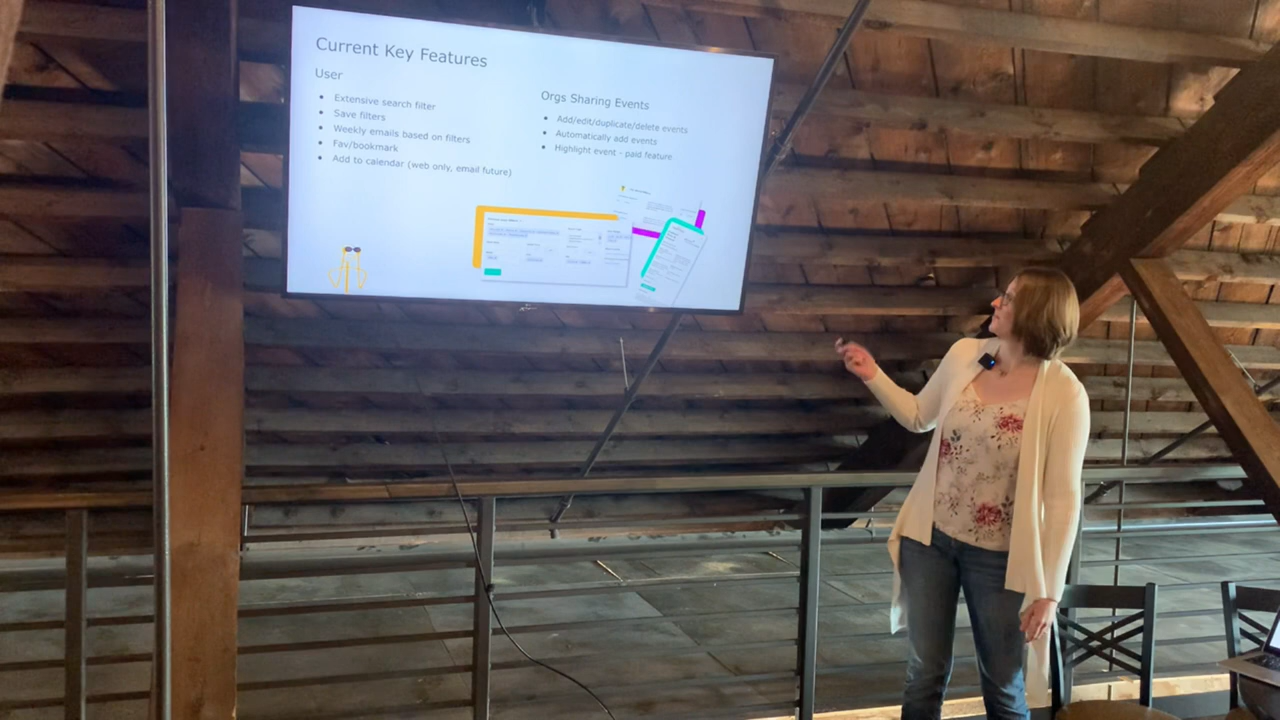 Current Key Features
User
• Extensive search filter
• Save filters
• Weekly emails based on filters
• Fav/bookmark
• Add to calendar (web only, email future)
Orgs Sharing Events
• Add/edit/duplicate/delete events
• Automatically add events
• Highlight event - paid feature